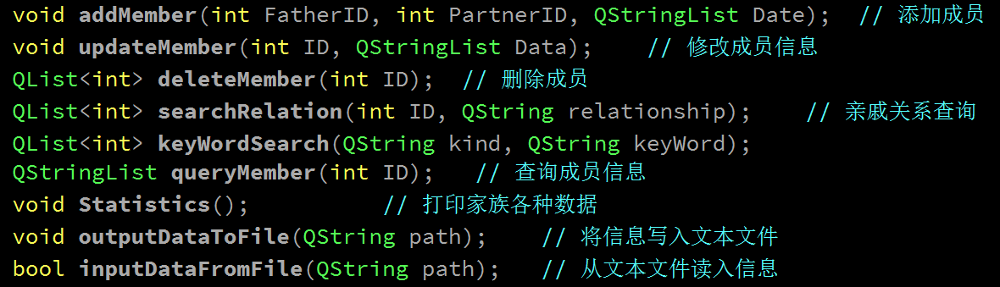 void addMember(int FatherID, int PartnerID, QStringList Date);  // 添加成员
void updateMember(int ID, QStringList Data);    // 修改成员信息
QList<int> deleteMember(int ID);  // 删除成员
QList<int> searchRelation(int ID, QString relationship);    // 亲戚关系查询
QList<int> keyWordSearch(QString kind, QString keyWord);
QStringList queryMember(int ID);   // 查询成员信息
void Statistics();          // 打印家族各种数据
void outputDataToFile(QString path);    // 将信息写入文本文件
bool inputDataFromFile(QString path);   // 从文本文件读入信息